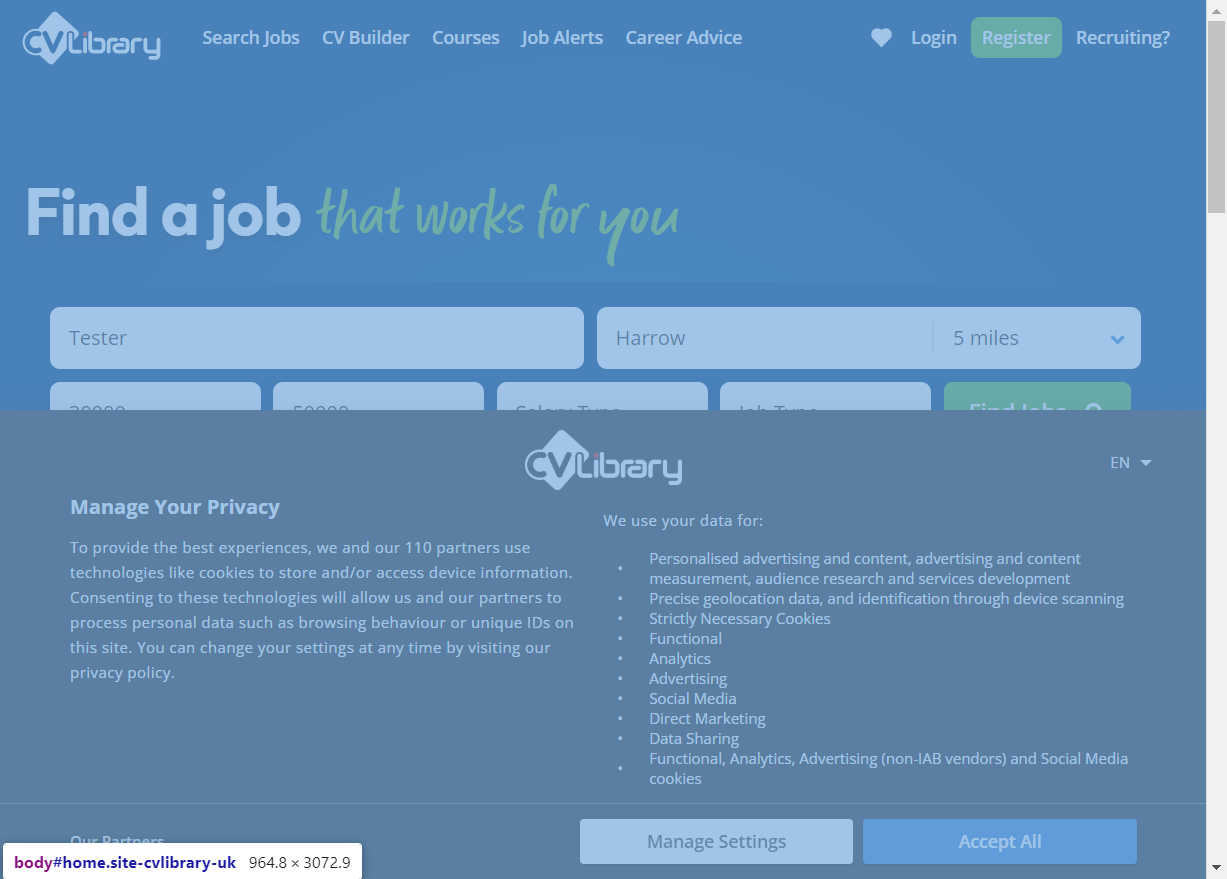 CVLibrary
Search Jobs CV Builder Courses Job Alerts Career Advice Login Register Recruiting?
Find a job that works for you
Tester Harrow 5 miles
30000 50000 Salary Type Job Type Find Jobs
CVLibrary
EN
Manage Your Privacy
To provide the best experiences, we and our 110 partners use
technologies like cookies to store and/or access device information.
Consenting to these technologies will allow us and our partners to
process personal data such as browsing behaviour or unique IDs on
this site. You can change your settings at any time by visiting our
privacy policy.
We use your data for:
• Personalised advertising and content, advertising and content
measurement, audience research and services development
• Precise geolocation data, and identification through device scanning
• Strictly Necessary Cookies
• Functional
• Analytics
• Advertising
• Social Media
• Direct Marketing
• Data Sharing
• Functional, Analytics, Advertising (non-IAB vendors) and Social Media
cookies
Our Partners
Manage Settings Accept All
body#home.site-cvlibrary-uk 964.8 × 3072.9